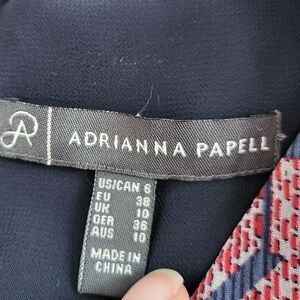 ADRIANNA PAPELL
US/CAN 6
EU 38
UK 10
GER 36
AUS 10
MADE IN
CHINA